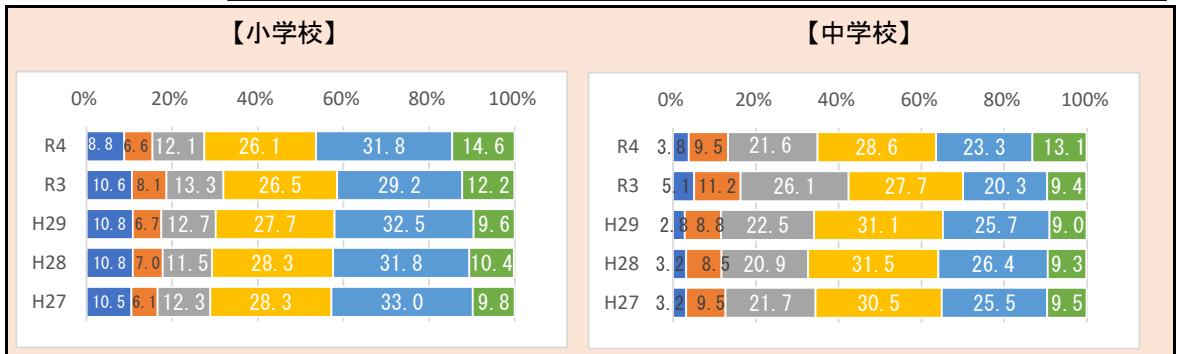 【小学校】
0% 20% 40% 60% 80% 100%
R4 8.8 6.6 12.1 26.1 31.8 14.6
R3 10.6 8.1 13.3 26.5 29.2 12.2
H29 10.8 6.7 12.7 27.7 32.5 9.6
H28 10.8 7.0 11.5 28.3 31.8 10.4
H27 10.5 6.1 12.3 28.3 33.0 9.8
【中学校】
0% 20% 40% 60% 80% 100%
R4 3.8 9.5 21.6 28.6 23.3 13.1
R3 5.1 11.2 26.1 27.7 20.3 9.4
H29 2.8 8.8 22.5 31.1 25.7 9.0
H28 3.2 8.5 20.9 31.5 26.4 9.3
H27 3.2 9.5 21.7 30.5 25.5 9.5